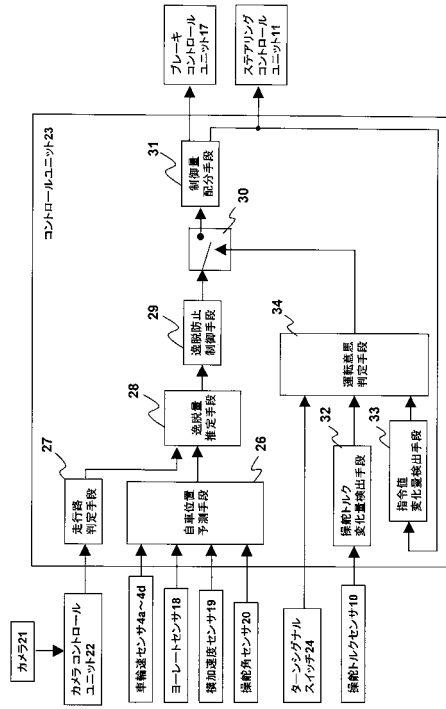 カメラ21
カメラコントロール
ユニット22
車輪速センサ4a～4d
ヨーレートセンサ18
横加速度センサ19
操舵角センサ20
ターンシグナル
スイッチ24
操舵トルクセンサ10
コントロールユニット23
27
走行路
判定手段
自車位置
予測手段
26
28
逸脱量
推定手段
29
逸脱防止
制御手段
30
31
制御量
配分手段
32
操舵トルク
変化量検出手段
33
指令値
変化量検出手段
34
運転意思
判定手段
ブレーキ
コントロール
ユニット17
ステアリング
コントロール
ユニット11